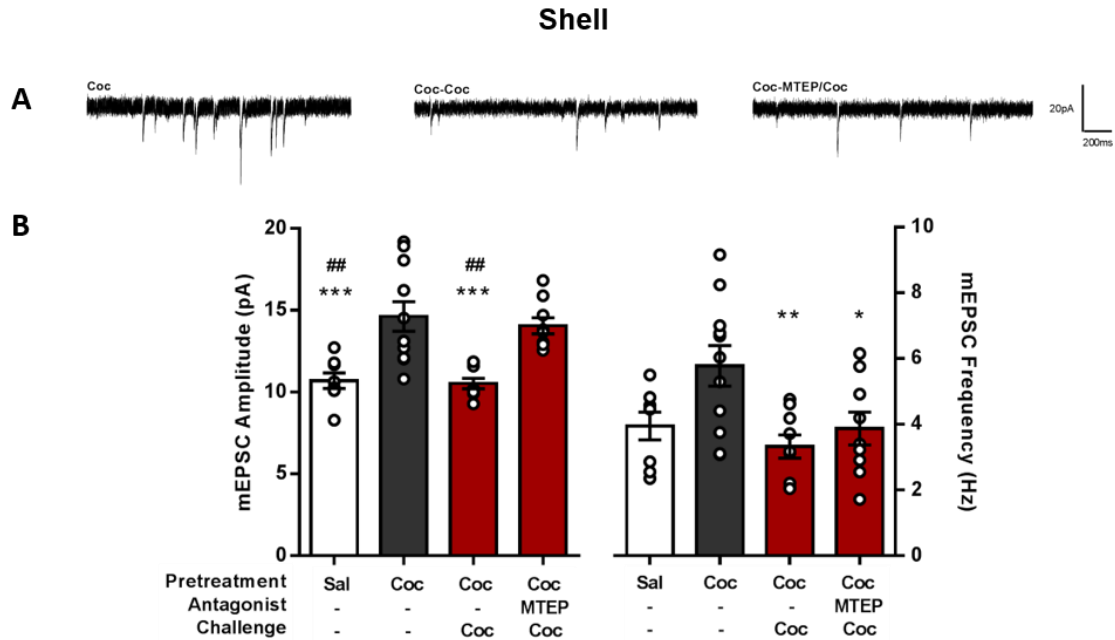 Shell
A
Coc
Coc-Coc
Coc-MTEP/Coc
20pA
200ms
B
mEPSC Amplitude (pA)
20
15
10
5
0
##
***
##
***
mEPSC Frequency (Hz)
10
8
6
4
2
0
**
*
Pretreatment Sal Coc Coc Coc Sal Coc Coc Coc
Antagonist - - - MTEP - - - MTEP
Challenge - - Coc Coc - - Coc Coc